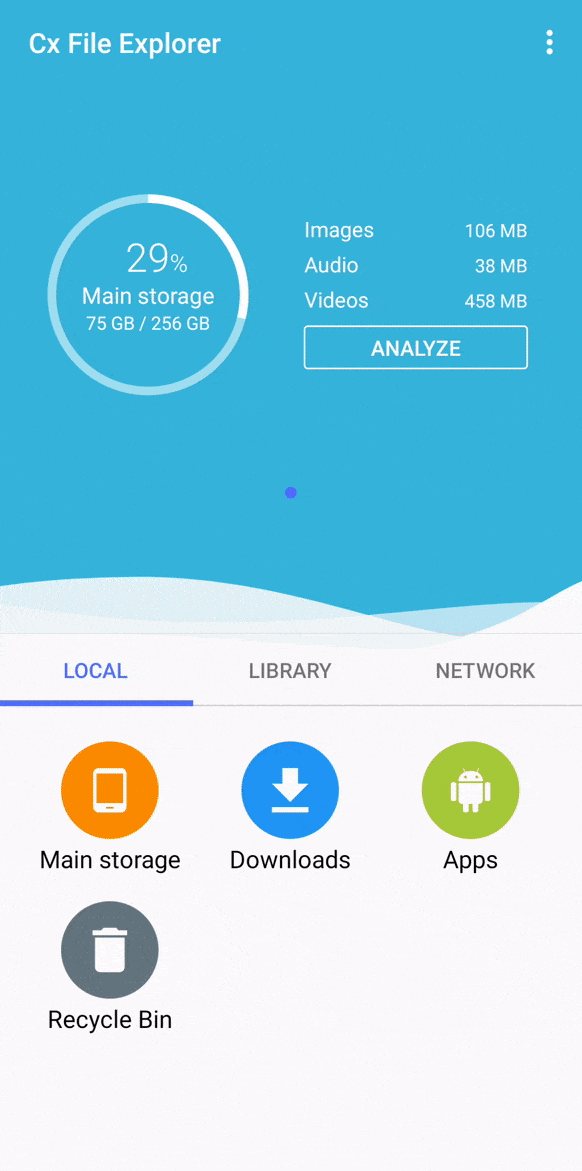 Cx File Explorer
29%
Main storage
75 GB / 256 GB
Images 106 MB
Audio 38 MB
Videos 458 MB
ANALYZE
LOCAL LIBRARY NETWORK
Main storage Downloads Apps
Recycle Bin